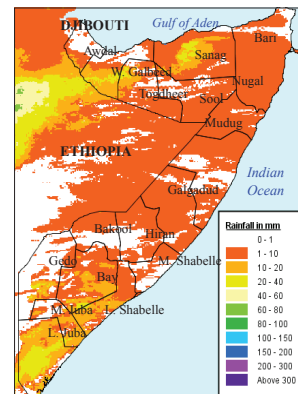 DJIBOUTI
Gulf of Aden
Bari
Awdal
Sanag
W. Galbeed
Nugal
Togdheer
Sool
Mudug
ETHIOPIA
Indian
Ocean
Galgadud
Bakool
Hiran
Gedo
M. Shabelle
Bay
M. Juba
L. Shabelle
L. Juba
Rainfall in mm
0 - 1
1 - 10
10 - 20
20 - 40
40 - 60
60 - 80
80 - 100
100 - 150
150 - 200
200 - 300
Above 300